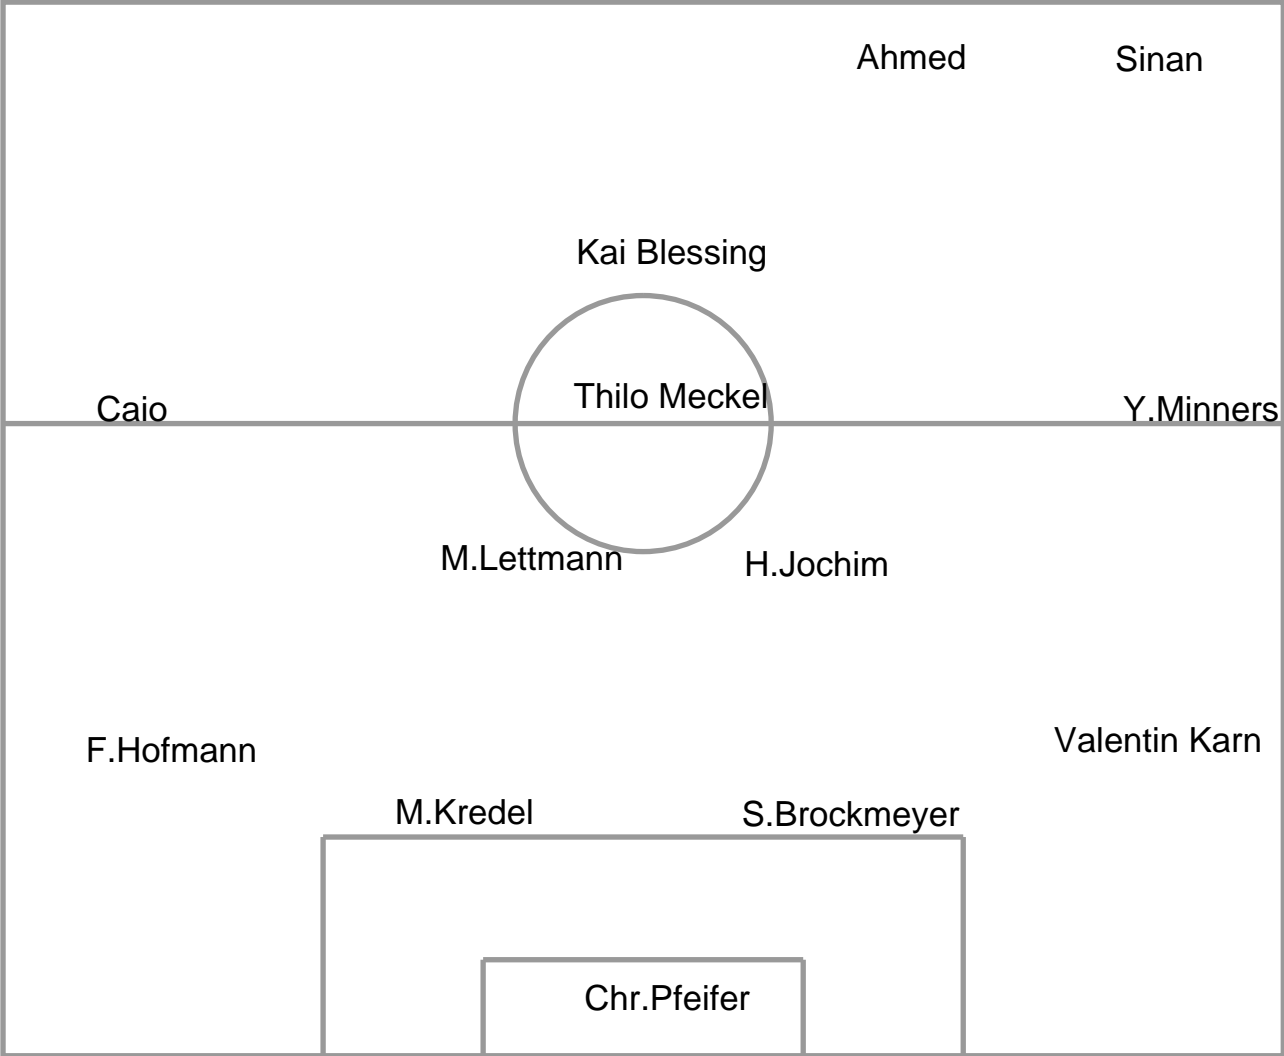 Ahmed Sinan
Kai Blessing
Thilo Meckel
Caio Y.Minners
M.Lettmann H.Jochim
Valentin Karn
F.Hofmann
M.Kredel S.Brockmeyer
Chr.Pfeifer